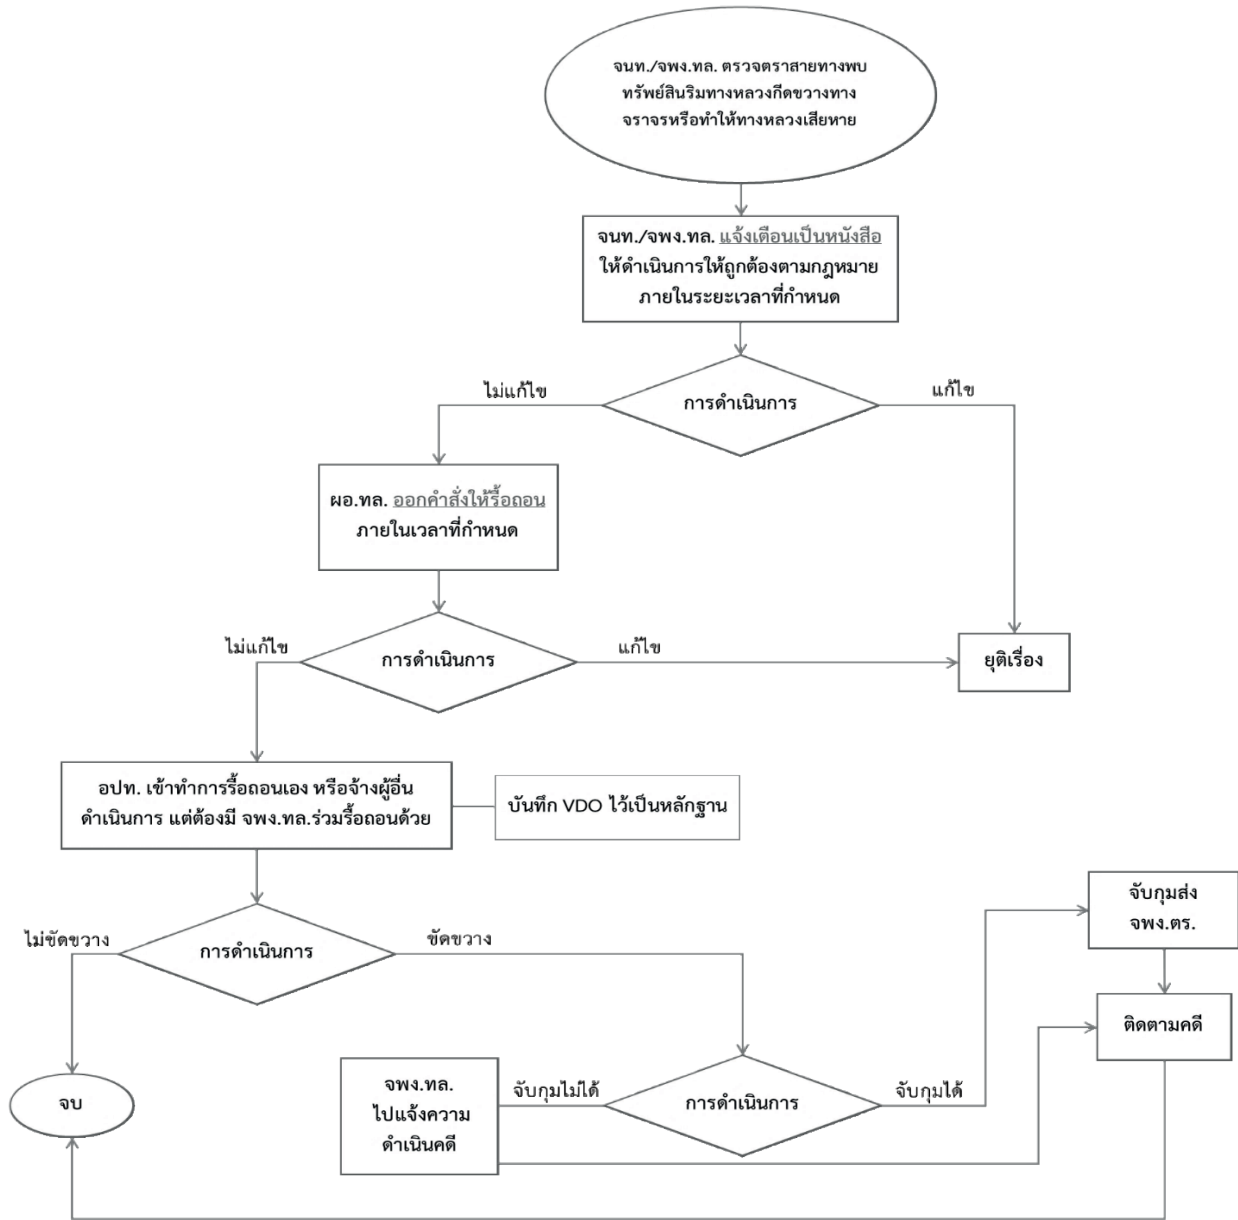 จนท./จพง.ทล. ตรวจตราสายทางพบ
ทรัพย์สินริมทางหลวงกีดขวางทาง
จราจรหรือทำให้ทางหลวงเสียหาย
จนท./จพง.ทล. แจ้งเตือนเป็นหนังสือ
ให้ดำเนินการให้ถูกต้องตามกฎหมาย
ภายในระยะเวลาที่กำหนด
ไม่แก้ไข
การดำเนินการ
แก้ไข
ผอ.ทล. ออกคำสั่งให้รื้อถอน
ภายในเวลาที่กำหนด
ไม่แก้ไข
การดำเนินการ
แก้ไข
ยุติเรื่อง
อปท. เข้าทำการรื้อถอนเอง หรือจ้างผู้อื่น
ดำเนินการ แต่ต้องมี จพง.ทล.ร่วมรื้อถอนด้วย
บันทึก VDO ไว้เป็นหลักฐาน
ไม่ขัดขวาง
การดำเนินการ
ขัดขวาง
จับกุมส่ง
จพง.ตร.
ติดตามคดี
จบ
จพง.ทล.
ไปแจ้งความ
ดำเนินคดี
จับกุมไม่ได้
การดำเนินการ
จับกุมได้